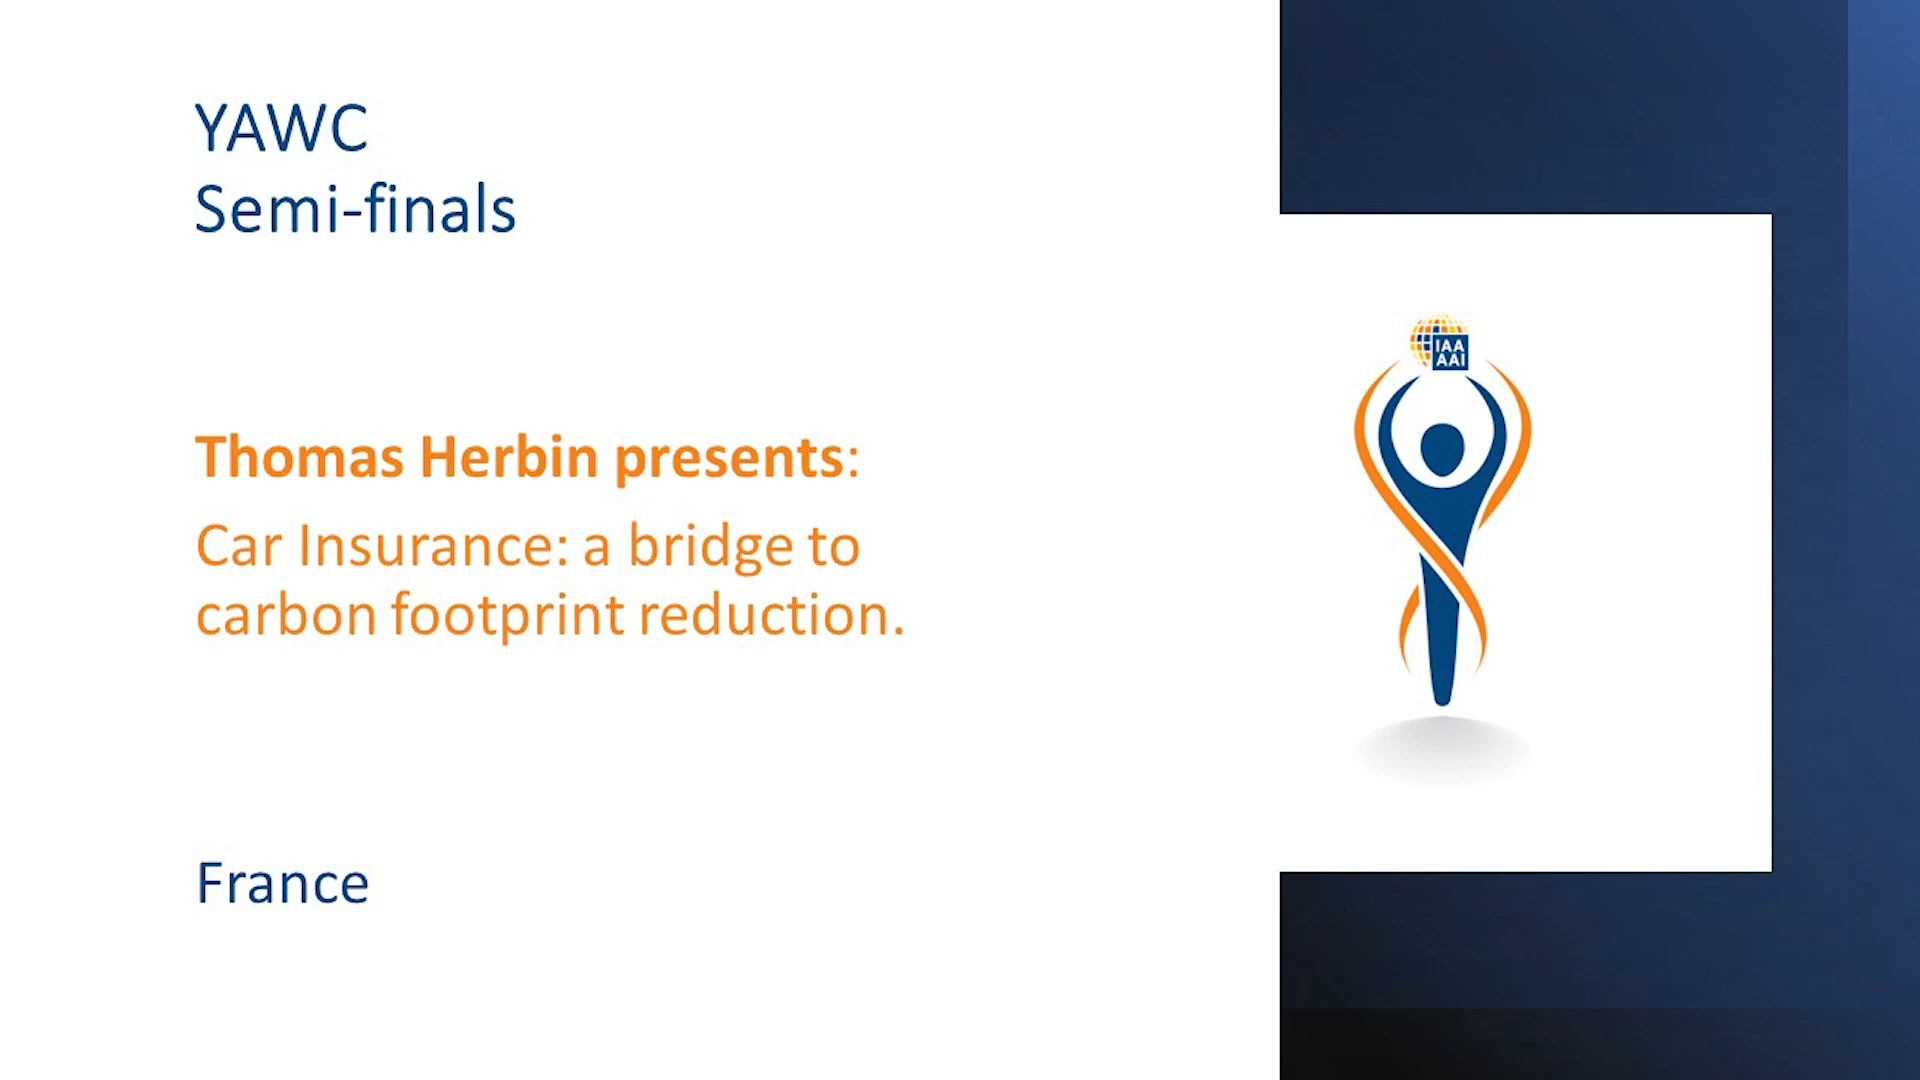 YAWC
Semi-finals
Thomas Herbin presents:
Car Insurance: a bridge to
carbon footprint reduction.
France
IAA
AAI